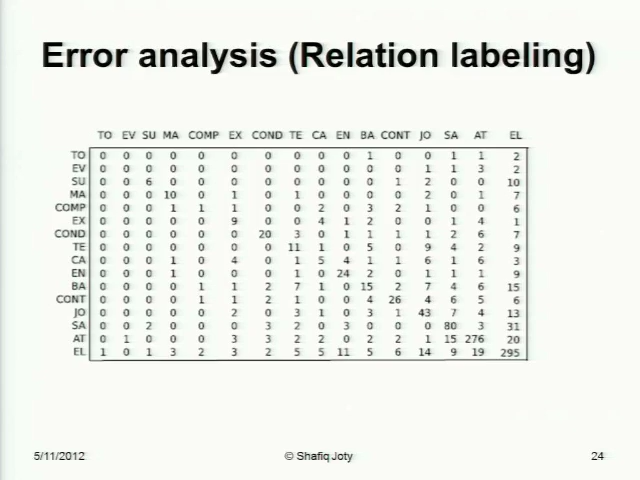 Error analysis (Relation labeling)
TO EV SU MA COMP EX COND TE CA EN BA CONT JO SA AT EL
TO 0 0 0 0 0 0 0 0 0 0 1 0 0 1 1 2
EV 0 0 0 0 0 0 0 0 0 0 0 0 1 1 3 2
SU 0 0 6 0 0 0 0 0 0 0 0 1 2 0 0 10
MA 0 0 0 10 0 1 0 1 0 0 0 0 2 0 1 7
COMP 0 0 0 1 1 1 0 0 2 0 3 2 1 0 0 6
EX 0 0 0 0 0 9 0 0 4 1 2 0 0 1 4 1
COND 0 0 0 0 0 0 20 3 0 1 1 1 1 2 6 7
TE 0 0 0 0 0 0 0 11 1 0 5 0 9 4 2 9
CA 0 0 0 1 0 4 0 1 5 4 1 1 6 1 6 3
EN 0 0 0 1 0 0 0 1 0 24 2 0 1 1 1 9
BA 0 0 0 0 1 1 2 7 1 0 15 2 7 4 6 15
CONT 0 0 0 0 1 1 2 1 0 0 4 26 4 6 5 6
JO 0 0 0 0 0 2 0 3 1 0 3 1 43 7 4 13
SA 0 0 2 0 0 0 3 2 0 3 0 0 0 80 3 31
AT 0 1 0 0 0 3 3 2 2 0 2 2 1 15 276 20
EL 1 0 1 3 2 3 2 5 5 11 5 6 14 9 19 295
5/11/2012
© Shafiq Joty
24